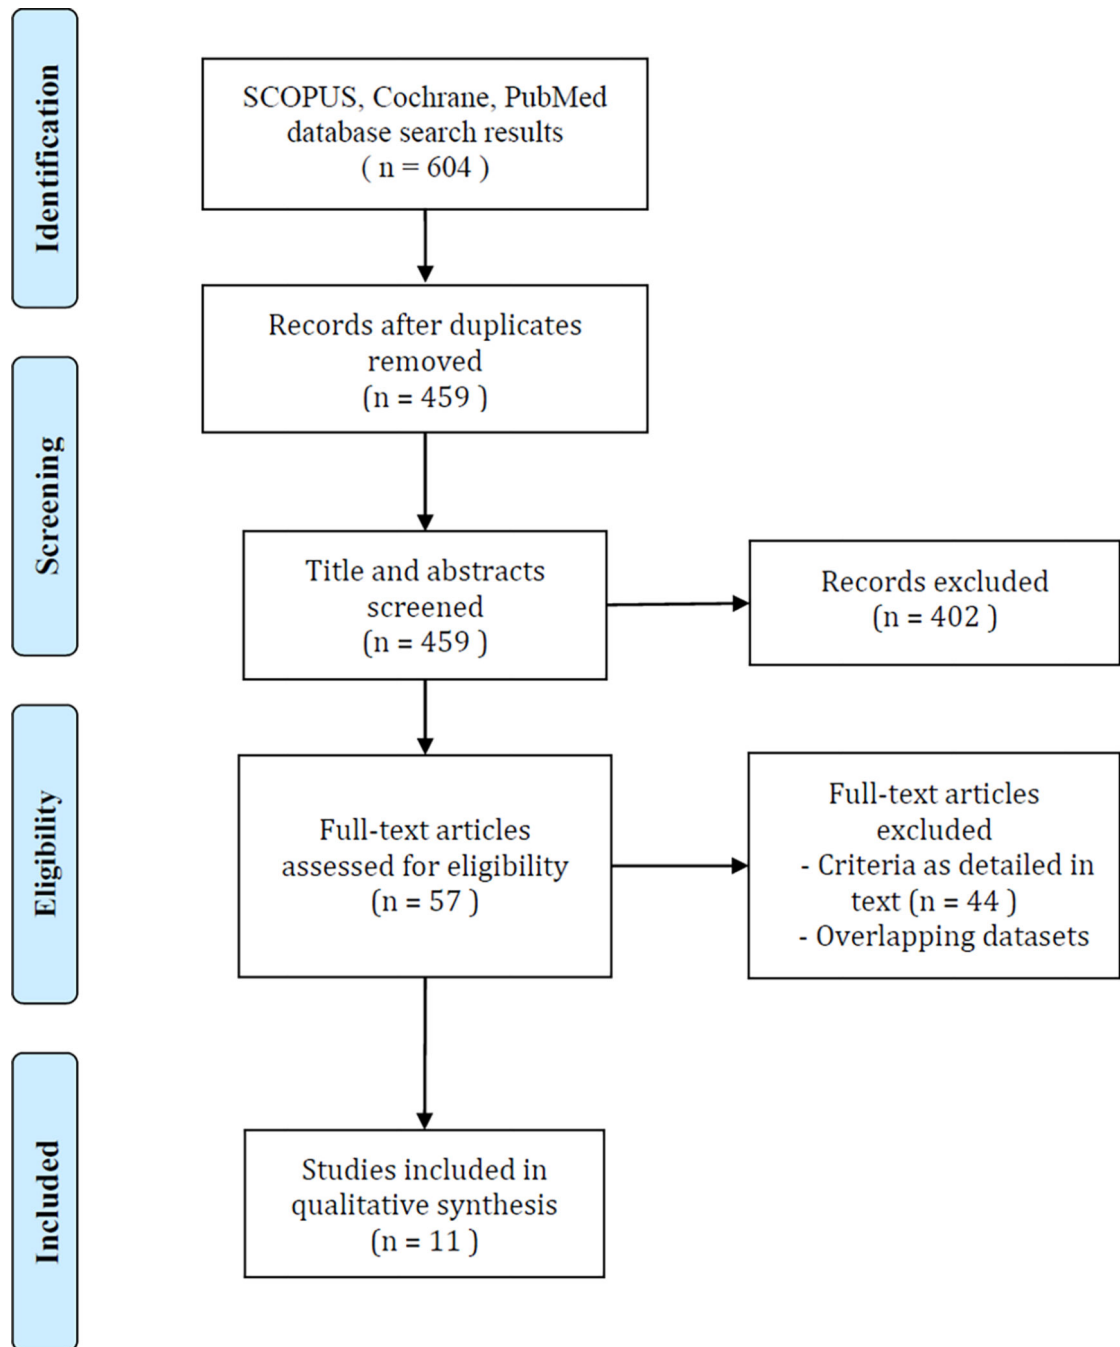 Identification
SCOPUS, Cochrane, PubMed
database search results
( n = 604 )
Records after duplicates
removed
(n = 459 )
Screening
Title and abstracts
screened
(n = 459 )
Records excluded
(n = 402 )
Eligibility
Full-text articles
assessed for eligibility
(n = 57 )
Full-text articles
excluded
- Criteria as detailed in
text (n = 44 )
- Overlapping datasets
Included
Studies included in
qualitative synthesis
(n = 11 )